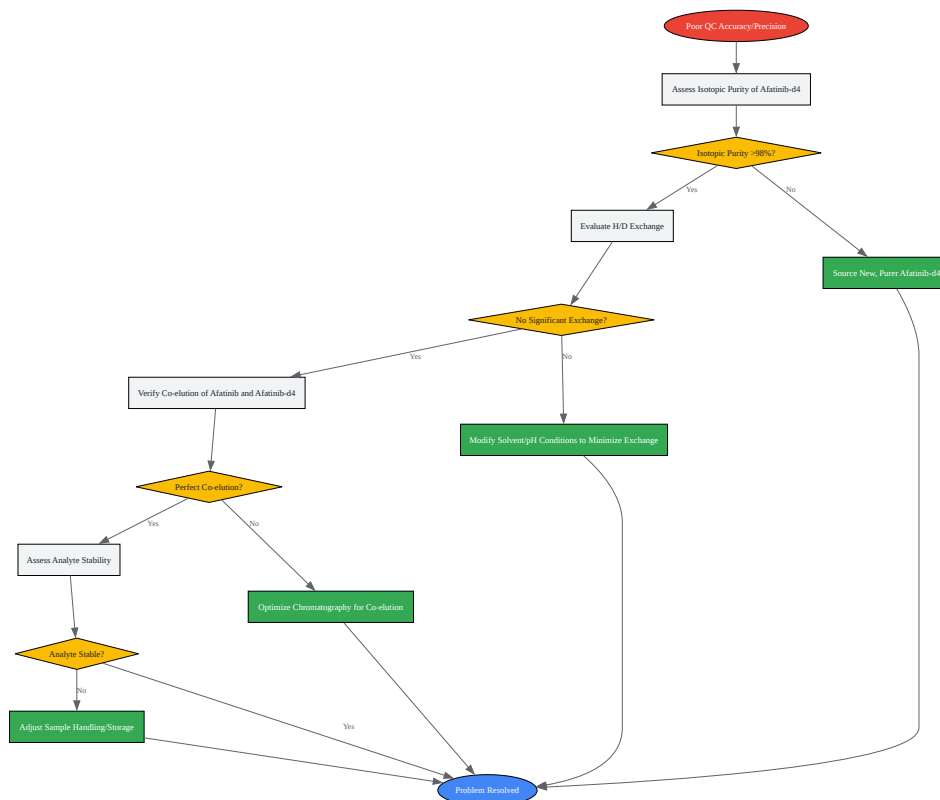 Poor QC Accuracy/Precision
Assess Isotopic Purity of Afatinib-d4
Isotopic Purity >98%?
Yes
No
Evaluate H/D Exchange
Source New, Purer Afatinib-d4
No Significant Exchange?
Yes
No
Verify Co-elution of Afatinib and Afatinib-d4
Modify Solvent/pH Conditions to Minimize Exchange
Perfect Co-elution?
Yes
No
Assess Analyte Stability
Optimize Chromatography for Co-elution
Analyte Stable?
No
Yes
Adjust Sample Handling/Storage
Problem Resolved